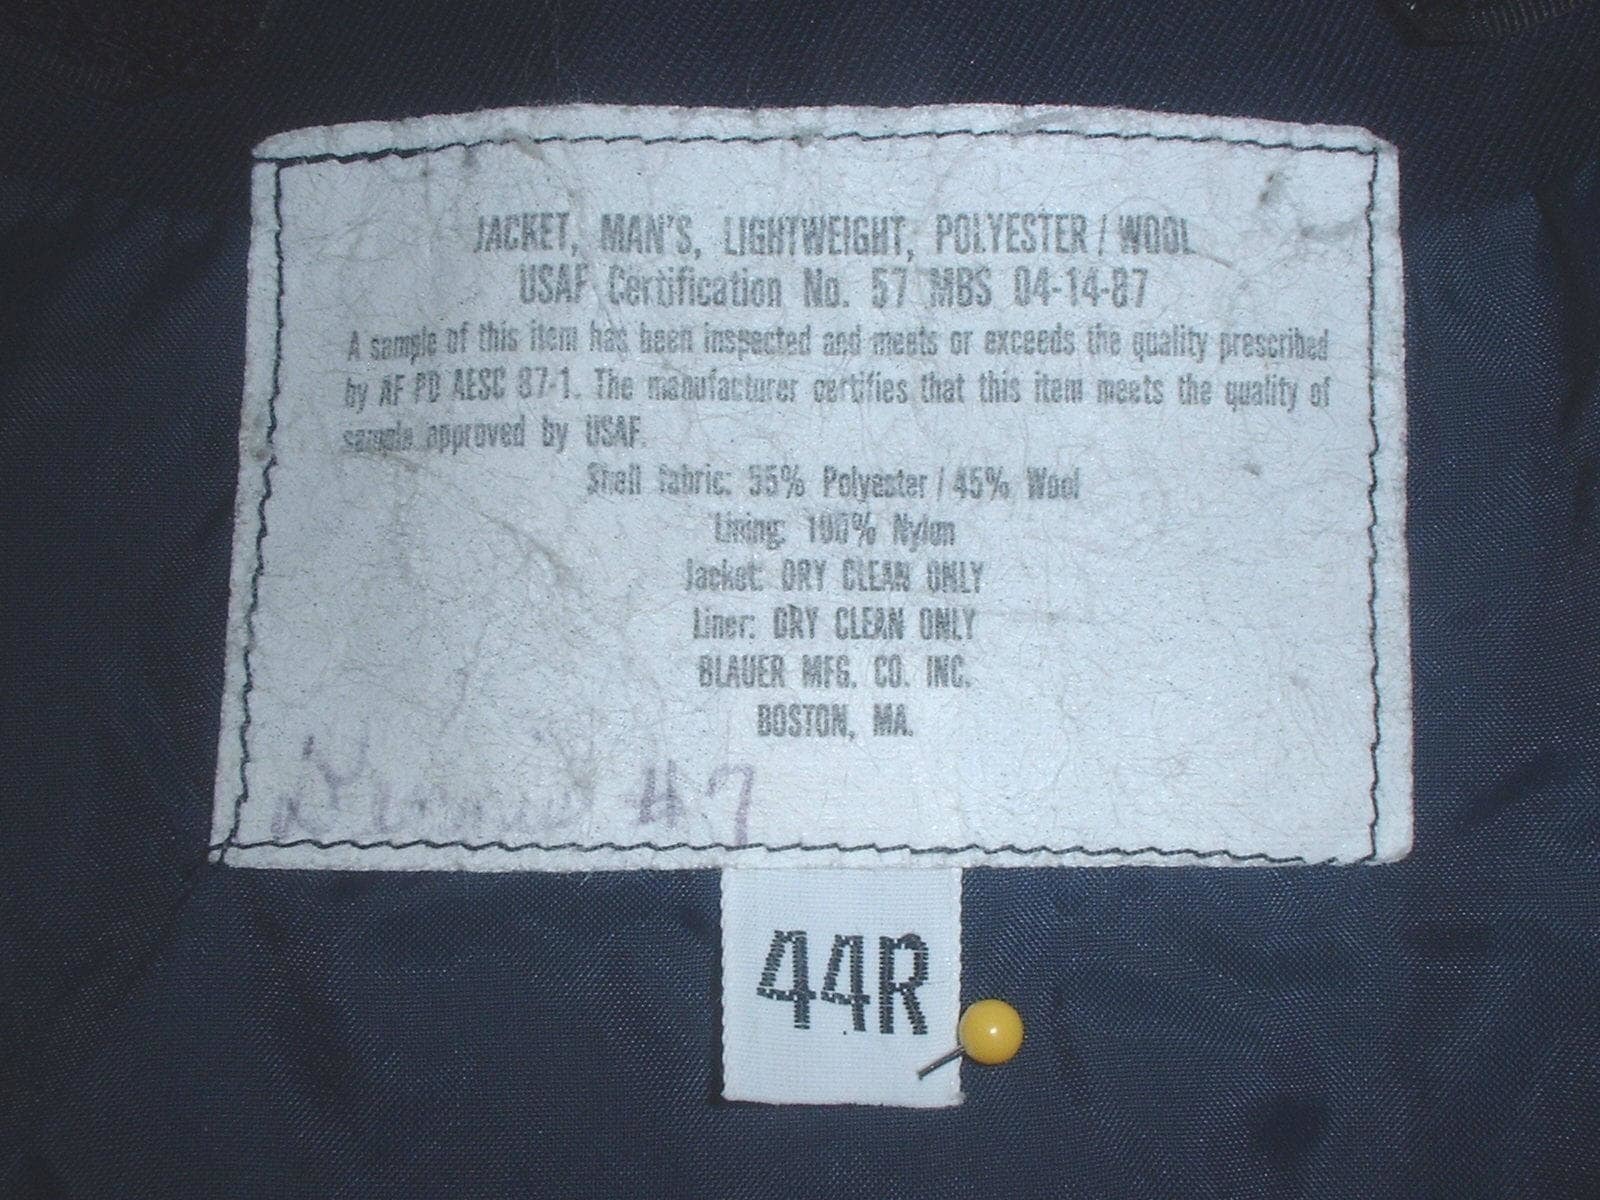 JACKET, MAN'S, LIGHTWEIGHT, POLYESTER / WOOL
USAF Certification No. 57 MBS 04-14-87
A sample of this item has been inspected and meets or exceeds the quality prescribed
by AF PD AESC 87-1. The manufacturer certifies that this item meets the quality of
sample approved by USAF.
Shell fabric: 55% Polyester / 45% Wool
Lining: 100% Nylon
Jacket: DRY CLEAN ONLY
Liner: DRY CLEAN ONLY
BLAUER MFG. CO. INC.
BOSTON, MA.
#7
44R